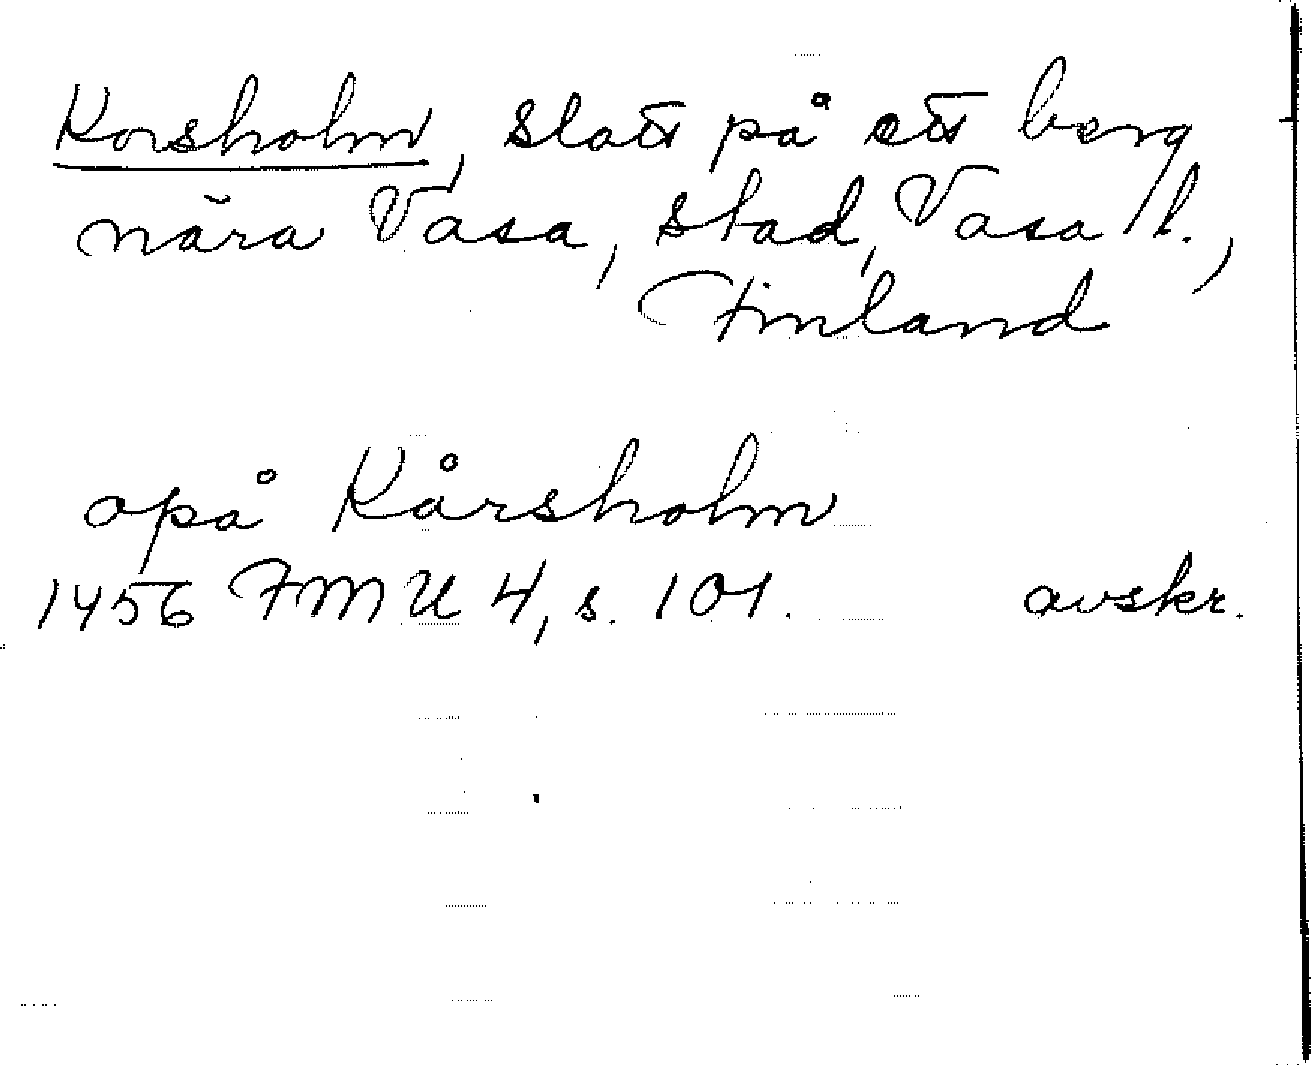 Korsholm, slott på ett berg
nära Vasa, stad, Vasa l.,
Finland
opå Kårsholm
1456 FMU 4, s. 101. avskr.